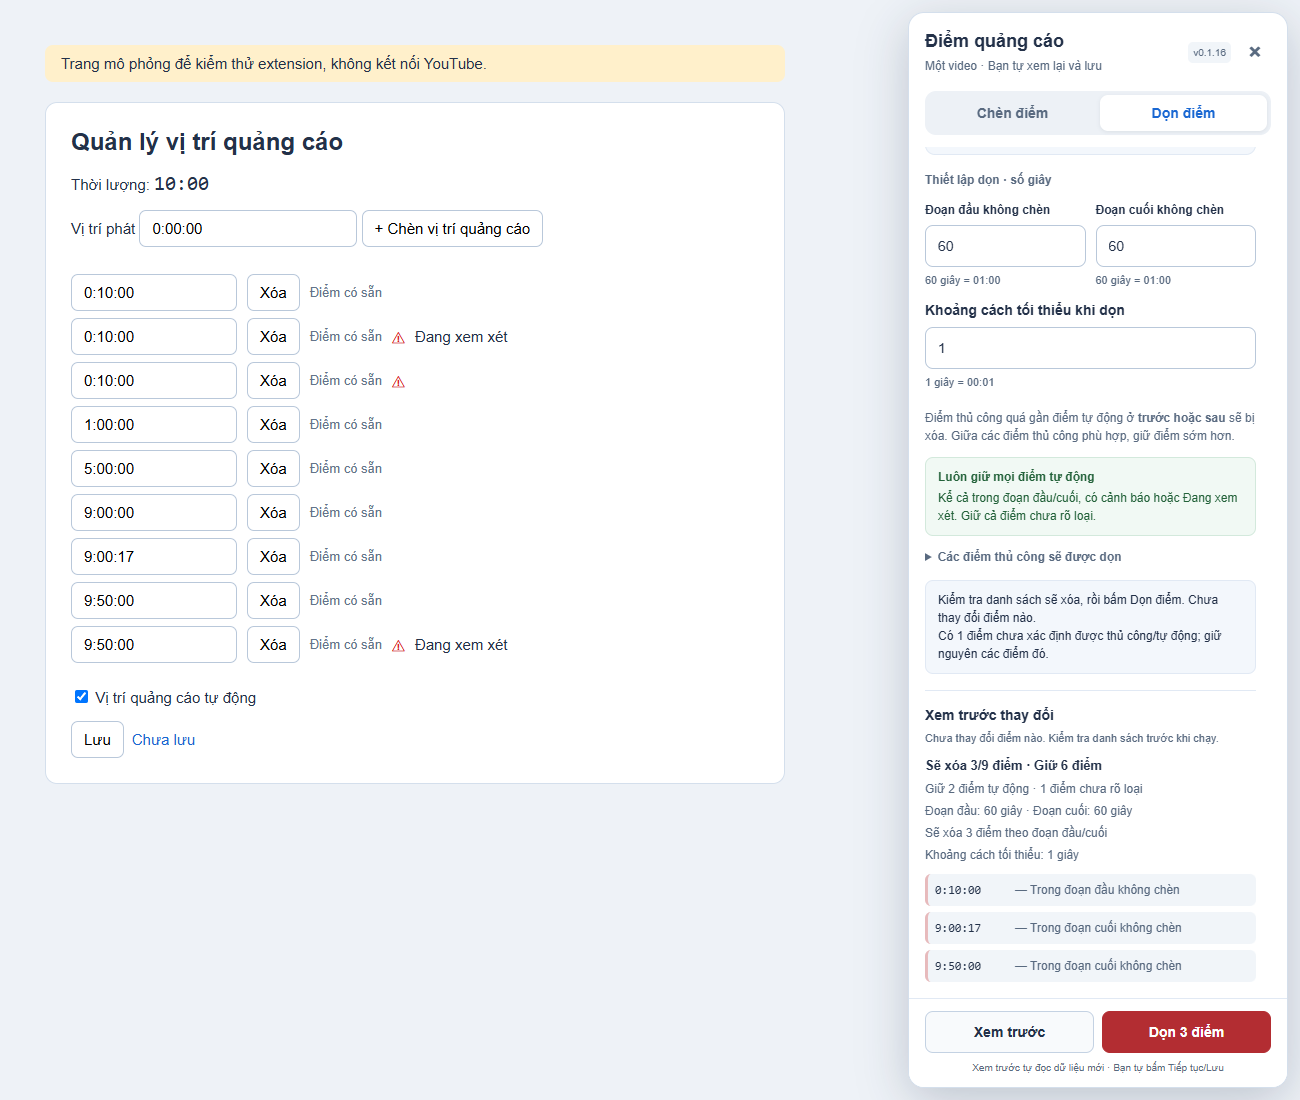 Trang mô phỏng để kiểm thử extension, không kết nối YouTube.
Quản lý vị trí quảng cáo
Thời lượng: 10:00
Vị trí phát 0:00:00 + Chèn vị trí quảng cáo
0:10:00 Xóa Điểm có sẵn
0:10:00 Xóa Điểm có sẵn ⚠ Đang xem xét
0:10:00 Xóa Điểm có sẵn ⚠
1:00:00 Xóa Điểm có sẵn
5:00:00 Xóa Điểm có sẵn
9:00:00 Xóa Điểm có sẵn
9:00:17 Xóa Điểm có sẵn
9:50:00 Xóa Điểm có sẵn
9:50:00 Xóa Điểm có sẵn ⚠ Đang xem xét
Vị trí quảng cáo tự động
Lưu Chưa lưu
Điểm quảng cáo
v0.1.16 ×
Một video · Bạn tự xem lại và lưu
Chèn điểm Dọn điểm
Thiết lập dọn · số giây
Đoạn đầu không chèn Đoạn cuối không chèn
60 60
60 giây = 01:00 60 giây = 01:00
Khoảng cách tối thiểu khi dọn
1
1 giây = 00:01
Điểm thủ công quá gần điểm tự động ở trước hoặc sau sẽ bị
xóa. Giữa các điểm thủ công phù hợp, giữ điểm sớm hơn.
Luôn giữ mọi điểm tự động
Kể cả trong đoạn đầu/cuối, có cảnh báo hoặc Đang xem
xét. Giữ cả điểm chưa rõ loại.
▶ Các điểm thủ công sẽ được dọn
Kiểm tra danh sách sẽ xóa, rồi bấm Dọn điểm. Chưa
thay đổi điểm nào.
Có 1 điểm chưa xác định được thủ công/tự động; giữ
nguyên các điểm đó.
Xem trước thay đổi
Chưa thay đổi điểm nào. Kiểm tra danh sách trước khi chạy.
Sẽ xóa 3/9 điểm · Giữ 6 điểm
Giữ 2 điểm tự động · 1 điểm chưa rõ loại
Đoạn đầu: 60 giây · Đoạn cuối: 60 giây
Sẽ xóa 3 điểm theo đoạn đầu/cuối
Khoảng cách tối thiểu: 1 giây
0:10:00 — Trong đoạn đầu không chèn
9:00:17 — Trong đoạn cuối không chèn
9:50:00 — Trong đoạn cuối không chèn
Xem trước Dọn 3 điểm
Xem trước tự đọc dữ liệu mới · Bạn tự bấm Tiếp tục/Lưu